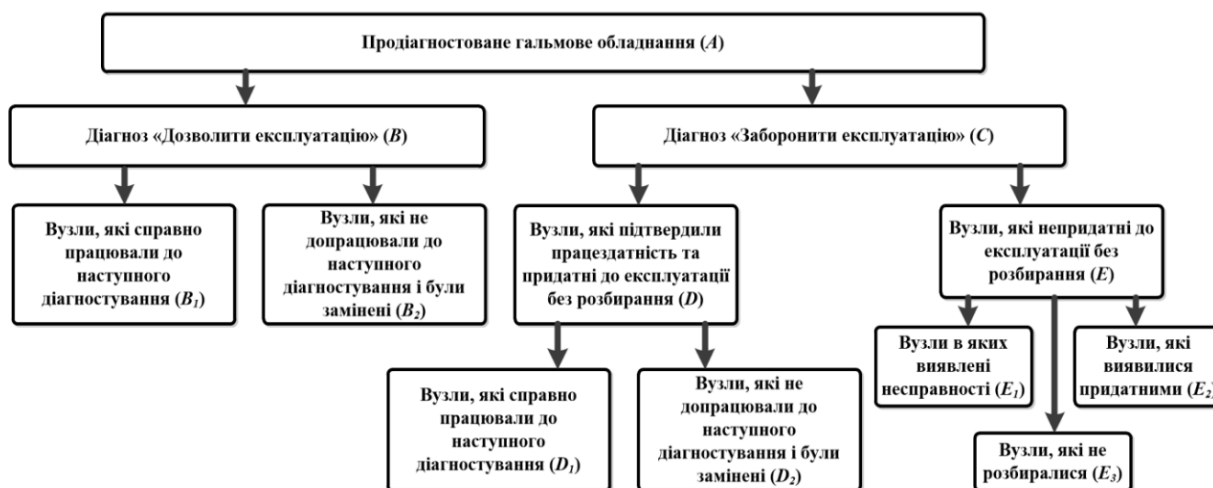 Продіагностоване гальмове обладнання (A)
Діагноз «Дозволити експлуатацію» (B)
Діагноз «Заборонити експлуатацію» (C)
Вузли, які справно
працювали до
наступного
діагностування (B₁)
Вузли, які не
допрацювали до
наступного
діагностування і були
замінені (B₂)
Вузли, які підтвердили
працездатність та
придатні до експлуатації
без розбирання (D)
Вузли, які непридатні до
експлуатації без
розбирання (E)
Вузли, які справно
працювали до
наступного
діагностування (D₁)
Вузли, які не
допрацювали до
наступного
діагностування і були
замінені (D₂)
Вузли в яких
виявлені
несправності (E₁)
Вузли, які
виявилися
придатними (E₂)
Вузли, які не
розбиралися (E₃)